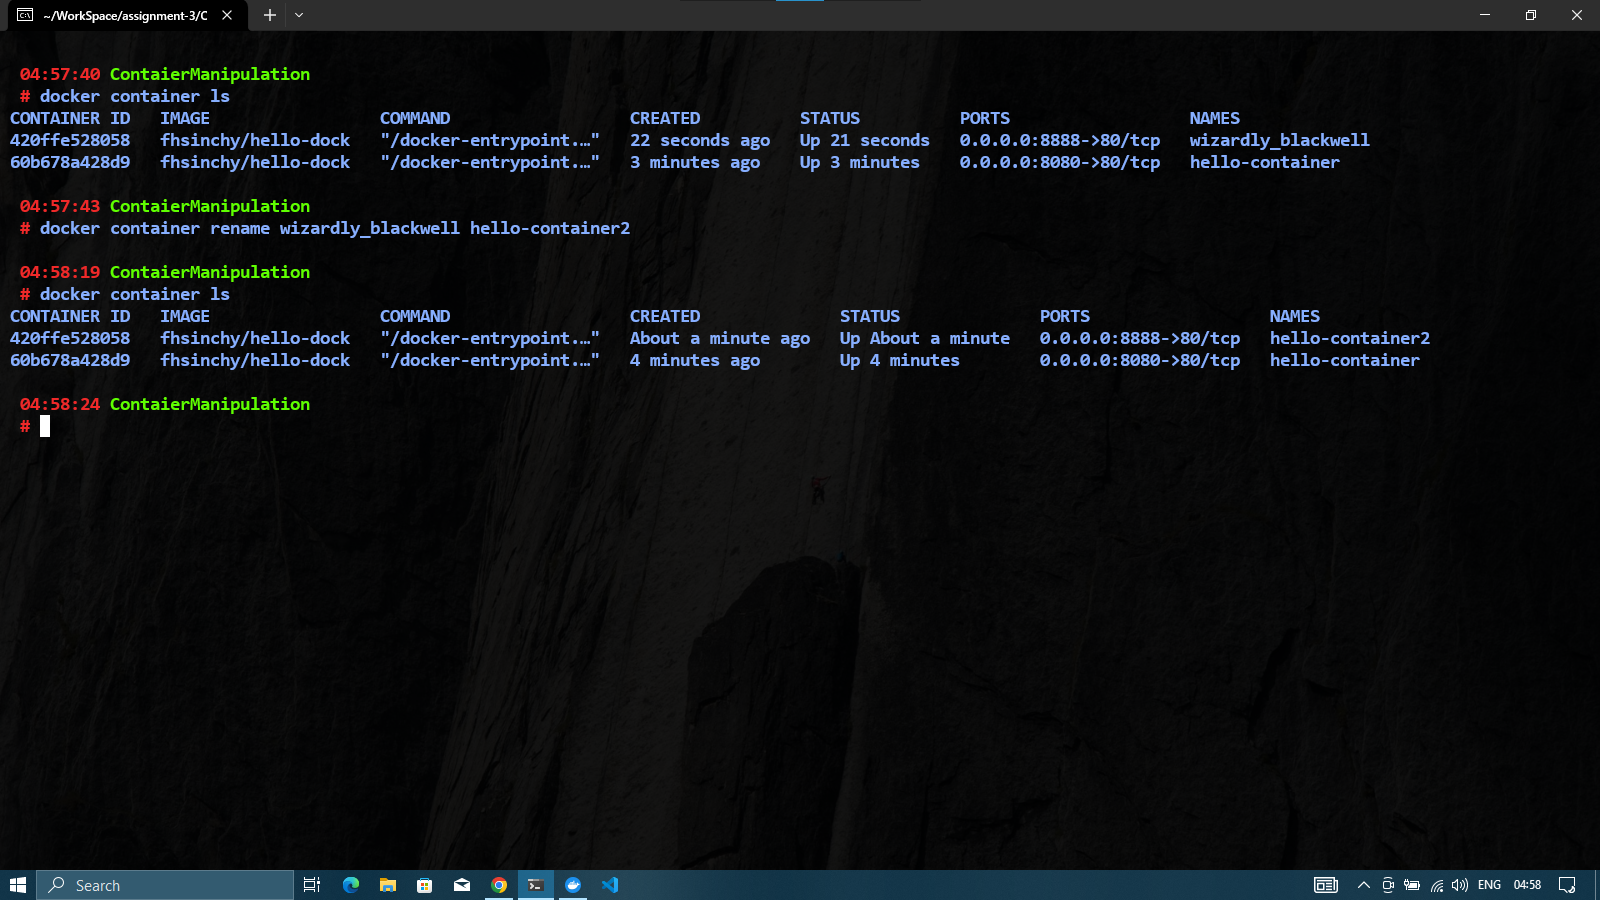 ~/WorkSpace/assignment-3/C
04:57:40 ContaierManipulation
# docker container ls
CONTAINER ID   IMAGE                 COMMAND                  CREATED          STATUS          PORTS                  NAMES
420ffe528058   fhsinchy/hello-dock   "/docker-entrypoint.…"   22 seconds ago   Up 21 seconds   0.0.0.0:8888->80/tcp   wizardly_blackwell
60b678a428d9   fhsinchy/hello-dock   "/docker-entrypoint.…"   3 minutes ago    Up 3 minutes    0.0.0.0:8080->80/tcp   hello-container
04:57:43 ContaierManipulation
# docker container rename wizardly_blackwell hello-container2
04:58:19 ContaierManipulation
# docker container ls
CONTAINER ID   IMAGE                 COMMAND                  CREATED              STATUS              PORTS                  NAMES
420ffe528058   fhsinchy/hello-dock   "/docker-entrypoint.…"   About a minute ago   Up About a minute   0.0.0.0:8888->80/tcp   hello-container2
60b678a428d9   fhsinchy/hello-dock   "/docker-entrypoint.…"   4 minutes ago        Up 4 minutes        0.0.0.0:8080->80/tcp   hello-container
04:58:24 ContaierManipulation
#
Search
ENG 04:58